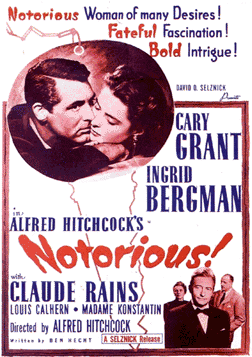 Notorious Woman of many Desires!
Fateful Fascination!
Bold Intrigue!
DAVID O. SELZNICK
Presents
CARY
GRANT
INGRID
BERGMAN
in
ALFRED HITCHCOCK'S
Notorious!
with
CLAUDE RAINS
LOUIS CALHERN • MADAME KONSTANTIN
Directed by ALFRED HITCHCOCK
Written by BEN HECHT
A SELZNICK Release